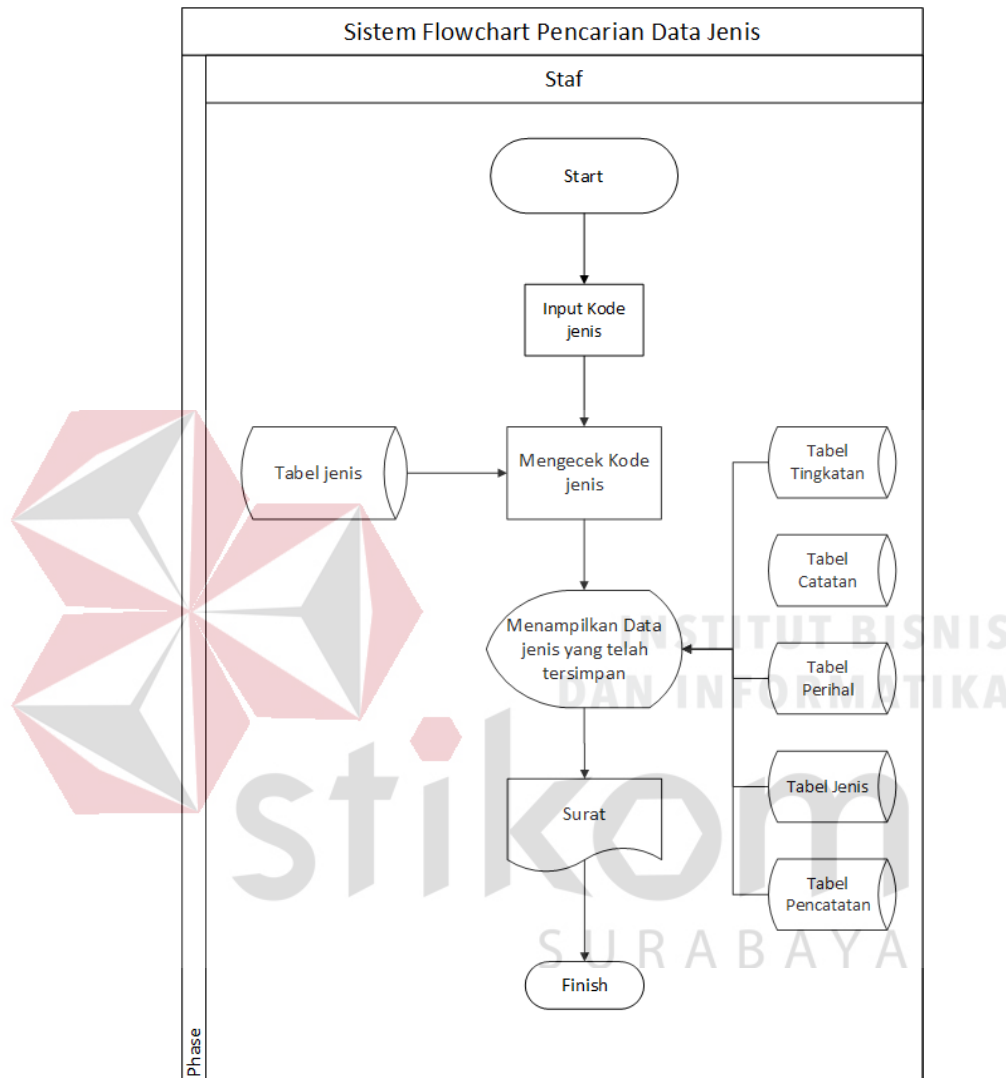 Sistem Flowchart Pencarian Data Jenis
Staf
Start
Input Kode
jenis
Tabel jenis
Mengecek Kode
jenis
Tabel
Tingkatan
Tabel
Catatan
Menampilkan Data
jenis yang telah
tersimpan
INSTITUT BISNIS
DAN INFORMATIKA
Tabel
Perihal
Tabel Jenis
Surat
stikom
Tabel
Pencatatan
SURABAYA
Finish
Phase